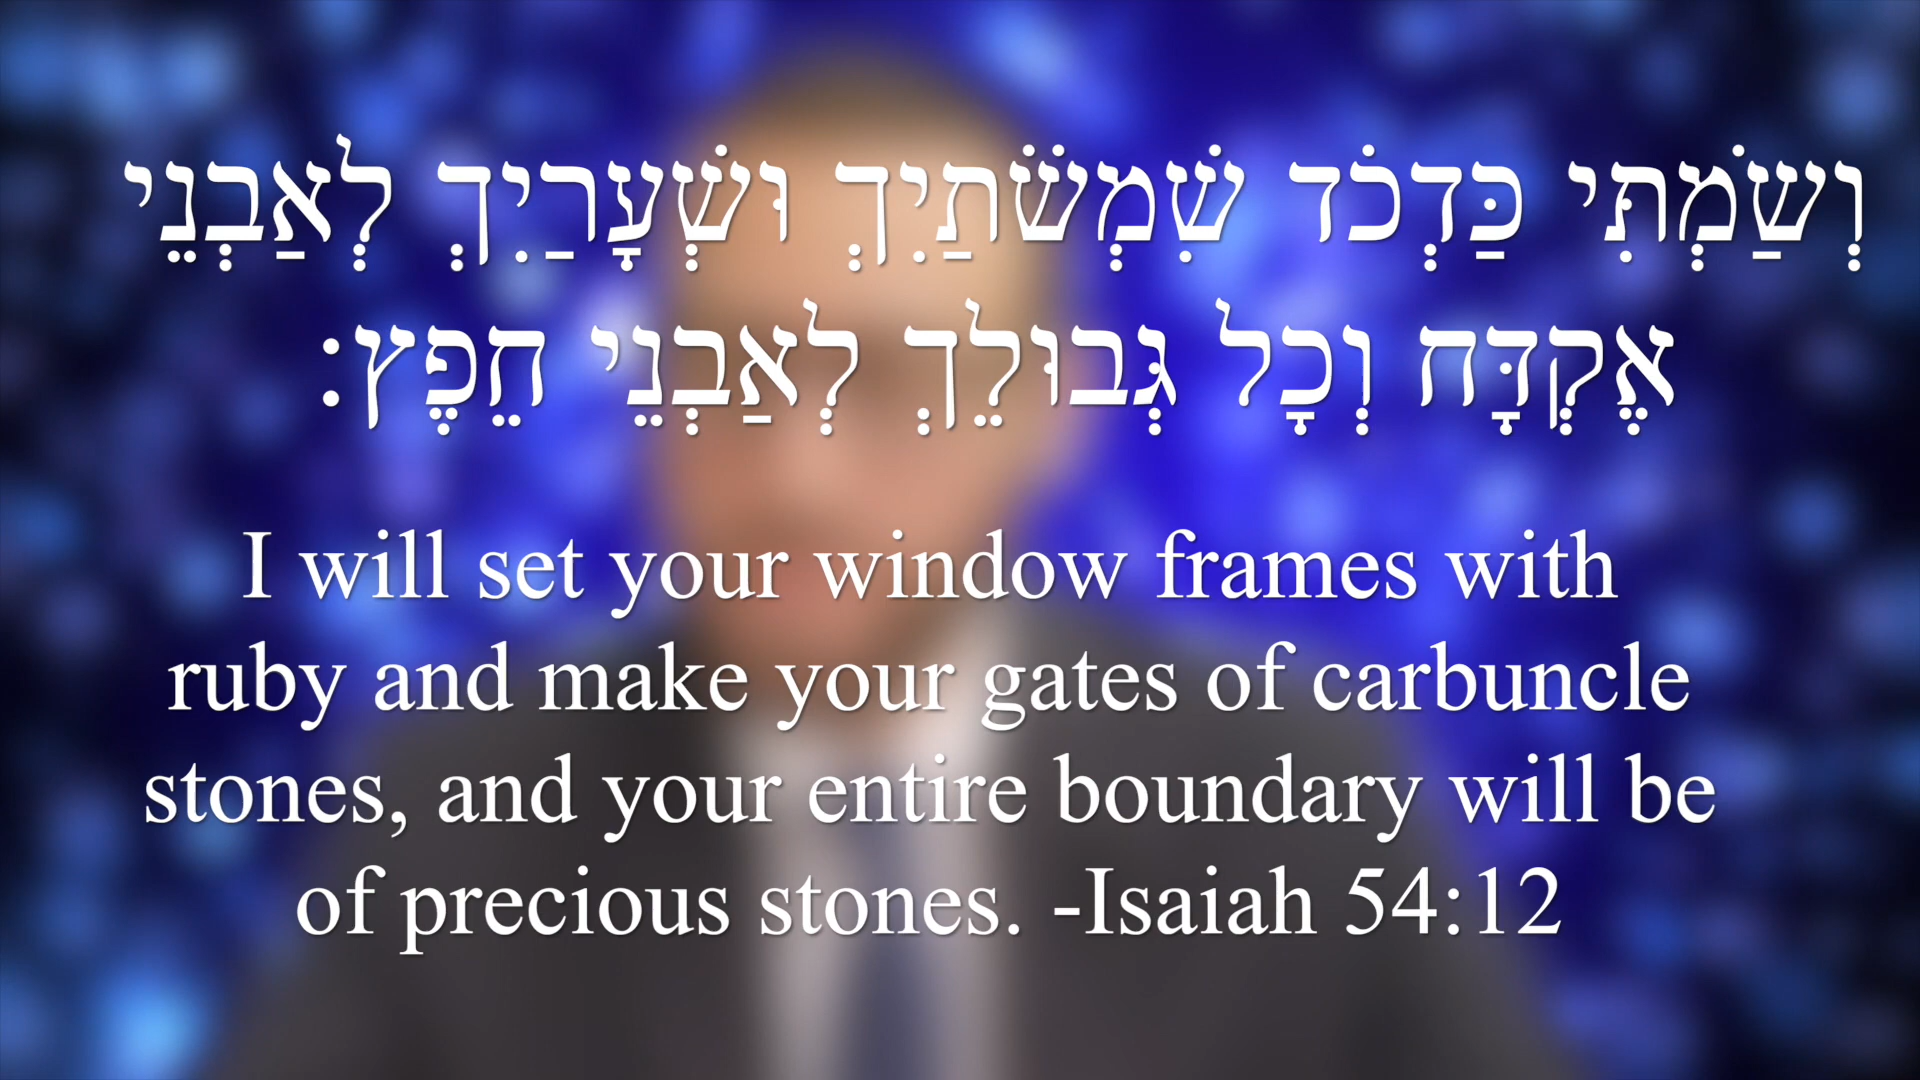 וְשַׂמְתִּי כַּדְכֹד שִׁמְשֹׁתַיִךְ וּשְׁעָרַיִךְ לְאַבְנֵי
אֶקְדָּח וְכָל גְּבוּלֵךְ לְאַבְנֵי חֵפֶץ:
I will set your window frames with
ruby and make your gates of carbuncle
stones, and your entire boundary will be
of precious stones. -Isaiah 54:12